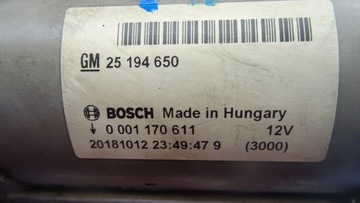 GM 25 194 650
BOSCH Made in Hungary
0 001 170 611 12V
20181012 23:49:47 9 (3000)